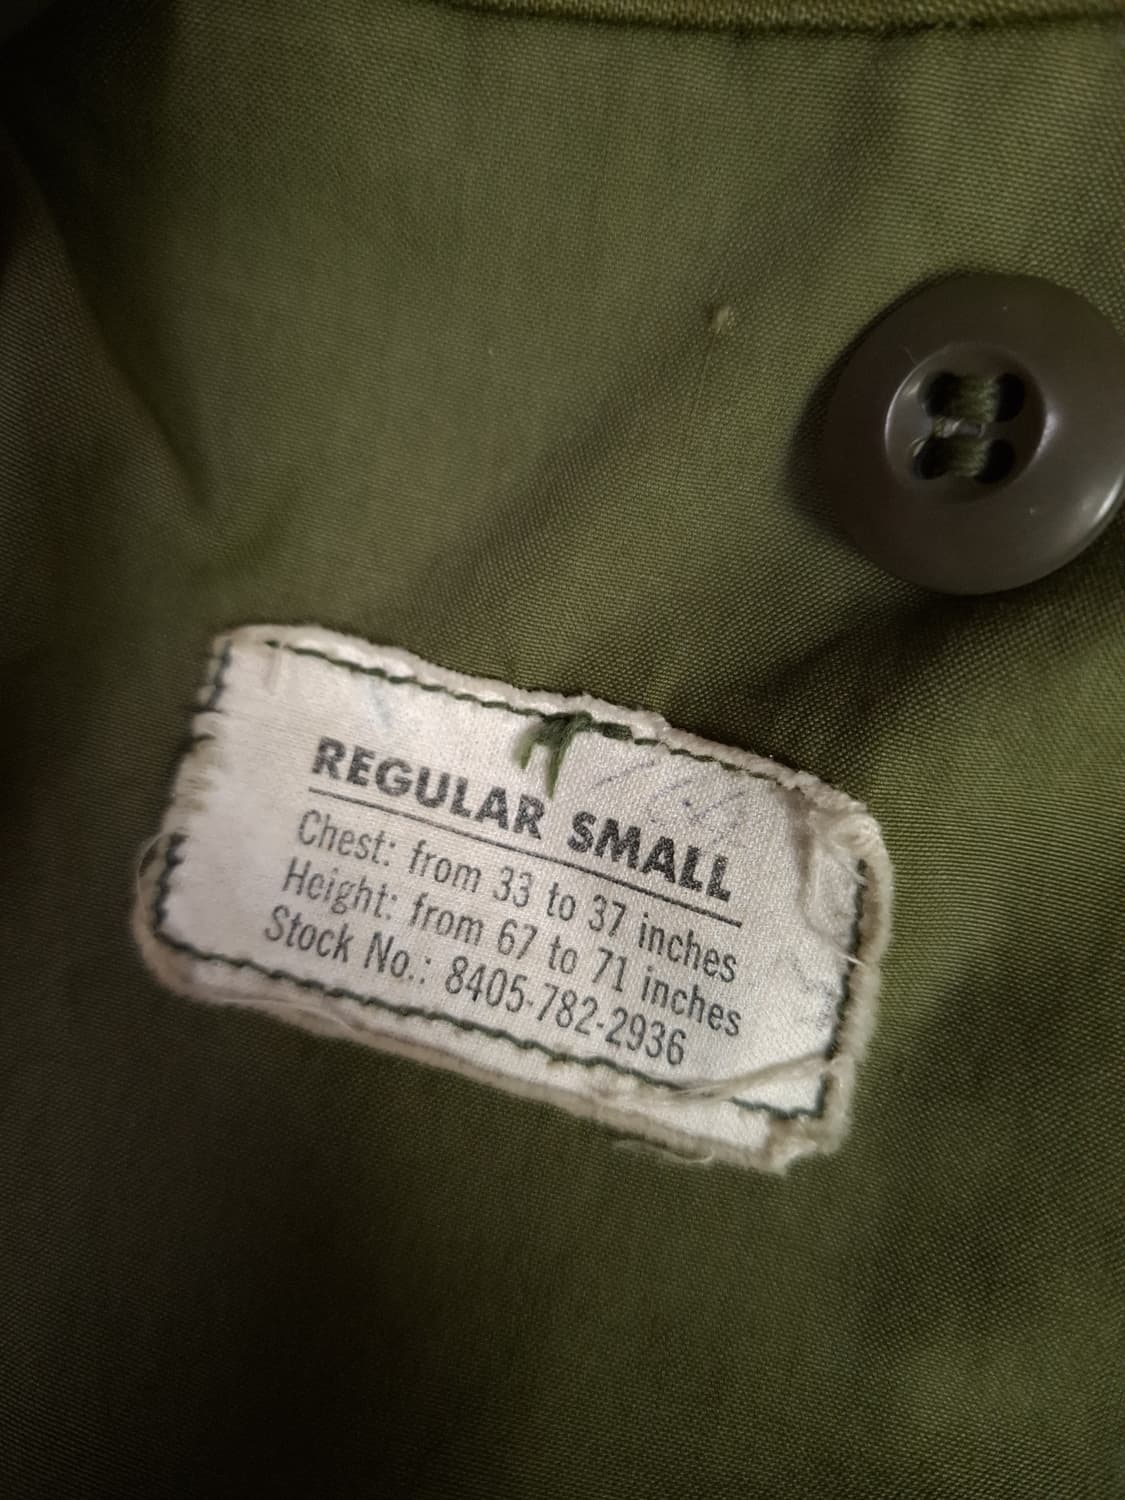 REGULAR SMALL
Chest: from 33 to 37 inches
Height: from 67 to 71 inches
Stock No.: 8405-782-2936